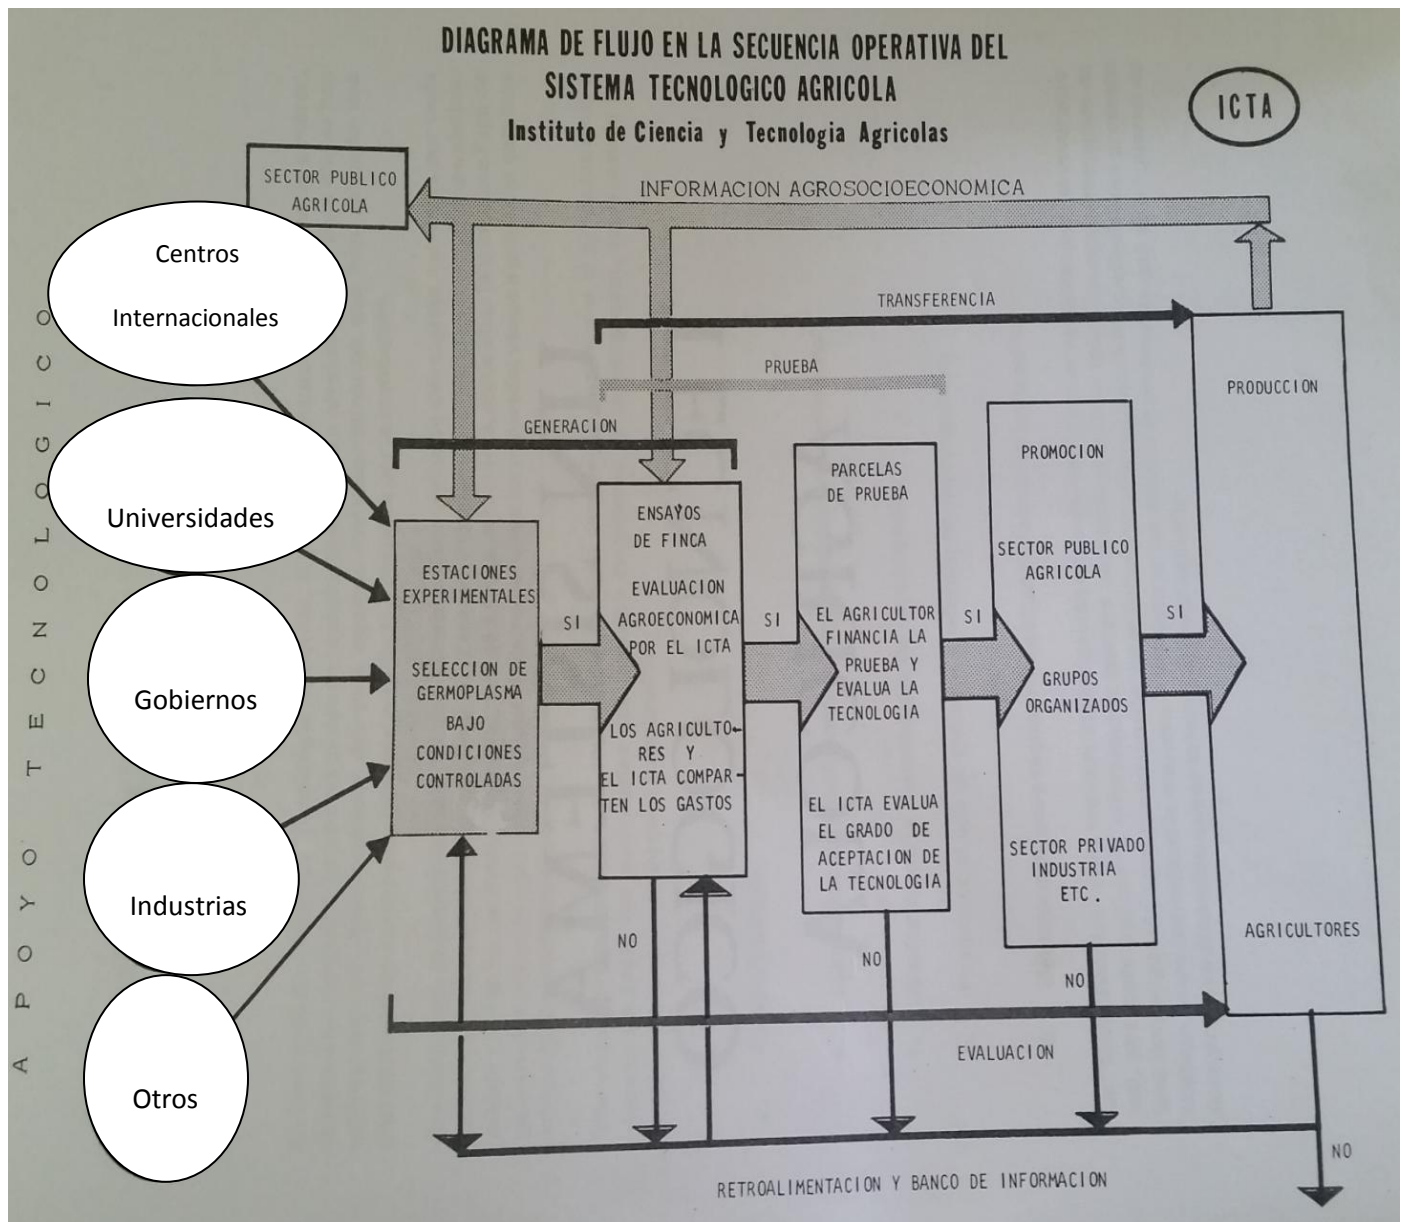 DIAGRAMA DE FLUJO EN LA SECUENCIA OPERATIVA DEL
SISTEMA TECNOLOGICO AGRICOLA
Instituto de Ciencia y Tecnologia Agricolas
ICTA
SECTOR PUBLICO
AGRICOLA
INFORMACION AGROSOCIOECONOMICA
APOYO TECNOLOGICO
Centros
Internacionales
Universidades
Gobiernos
Industrias
Otros
TRANSFERENCIA
PRUEBA
GENERACION
ESTACIONES
EXPERIMENTALES
SELECCION DE
GERMOPLASMA
BAJO
CONDICIONES
CONTROLADAS
SI
ENSAYOS
DE FINCA
EVALUACION
AGROECONOMICA
POR EL ICTA
LOS AGRICULTO-
RES Y
EL ICTA COMPAR-
TEN LOS GASTOS
SI
PARCELAS
DE PRUEBA
EL AGRICULTOR
FINANCIA LA
PRUEBA Y
EVALUA LA
TECNOLOGIA
EL ICTA EVALUA
EL GRADO DE
ACEPTACION DE
LA TECNOLOGIA
SI
PROMOCION
SECTOR PUBLICO
AGRICOLA
GRUPOS
ORGANIZADOS
SECTOR PRIVADO
INDUSTRIA
ETC.
SI
PRODUCCION
AGRICULTORES
NO
NO
NO
EVALUACION
NO
RETROALIMENTACION Y BANCO DE INFORMACION